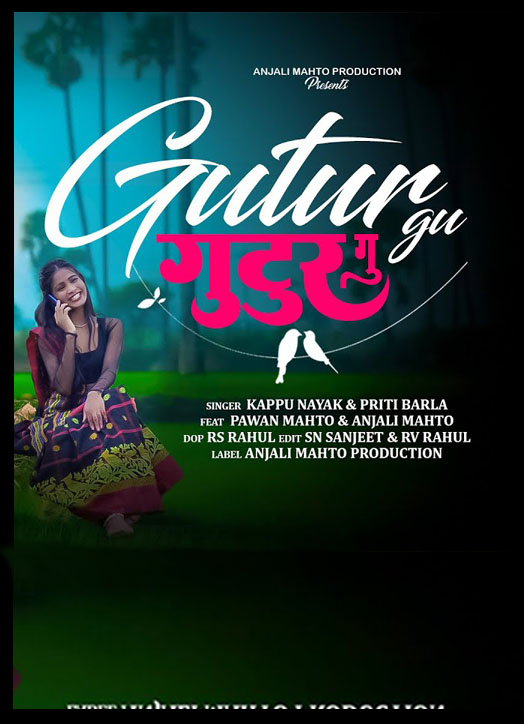 ANJALI MAHTO PRODUCTION
Presents
Gutur gu
गुटुर गु
SINGER KAPPU NAYAK & PRITI BARLA
FEAT PAWAN MAHTO & ANJALI MAHTO
DOP RS RAHUL EDIT SN SANJEET & RV RAHUL
LABEL ANJALI MAHTO PRODUCTION